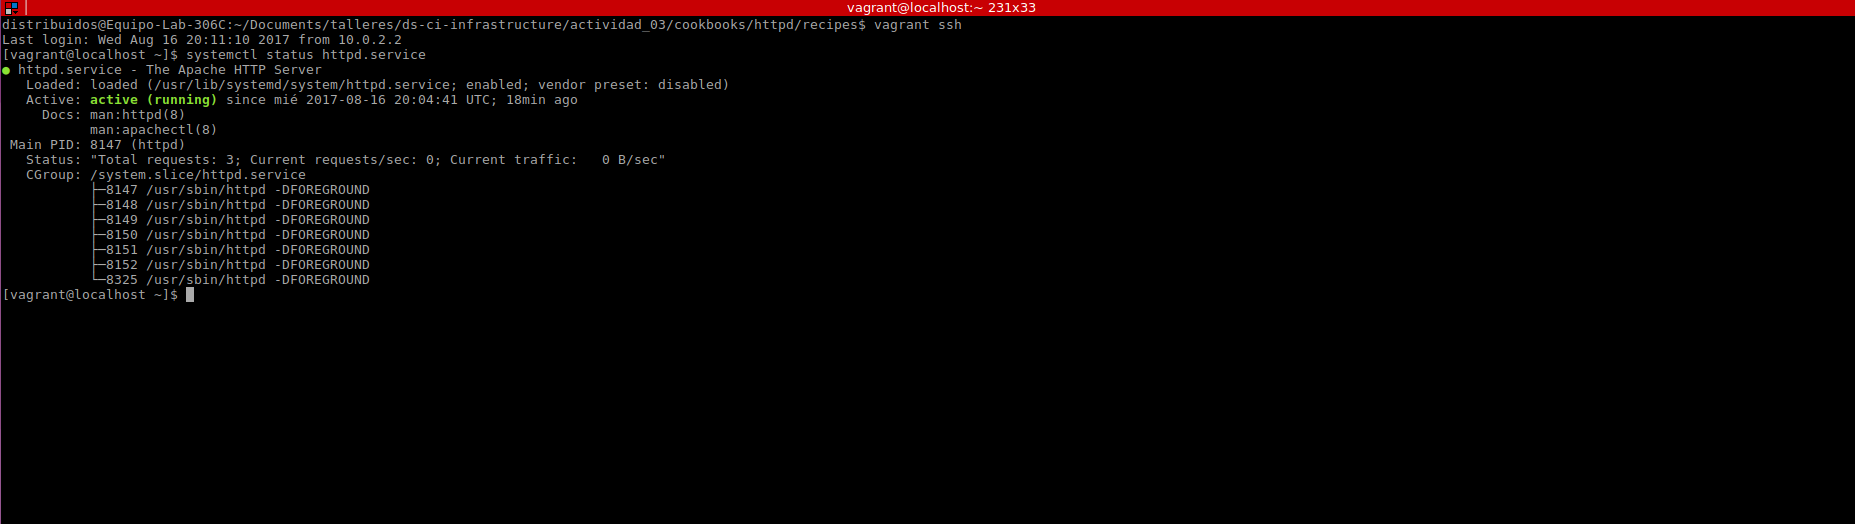 vagrant@localhost:~ 231x33
distribuidos@Equipo-Lab-306C:~/Documents/talleres/ds-ci-infrastructure/actividad_03/cookbooks/httpd/recipes$ vagrant ssh
Last login: Wed Aug 16 20:11:10 2017 from 10.0.2.2
[vagrant@localhost ~]$ systemctl status httpd.service
● httpd.service - The Apache HTTP Server
   Loaded: loaded (/usr/lib/systemd/system/httpd.service; enabled; vendor preset: disabled)
   Active: active (running) since mié 2017-08-16 20:04:41 UTC; 18min ago
     Docs: man:httpd(8)
           man:apachectl(8)
 Main PID: 8147 (httpd)
   Status: "Total requests: 3; Current requests/sec: 0; Current traffic:   0 B/sec"
   CGroup: /system.slice/httpd.service
           ├─8147 /usr/sbin/httpd -DFOREGROUND
           ├─8148 /usr/sbin/httpd -DFOREGROUND
           ├─8149 /usr/sbin/httpd -DFOREGROUND
           ├─8150 /usr/sbin/httpd -DFOREGROUND
           ├─8151 /usr/sbin/httpd -DFOREGROUND
           ├─8152 /usr/sbin/httpd -DFOREGROUND
           └─8325 /usr/sbin/httpd -DFOREGROUND
[vagrant@localhost ~]$